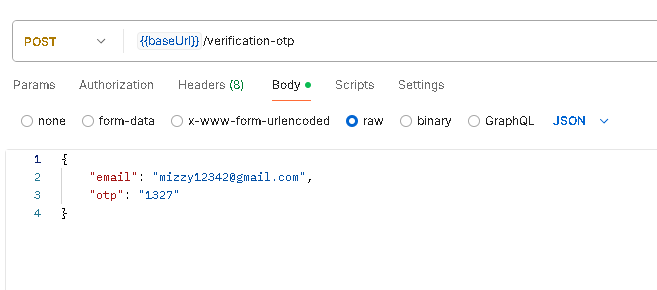 POST {{baseUrl}} /verification-otp
Params Authorization Headers (8) Body Scripts Settings
none form-data x-www-form-urlencoded raw binary GraphQL JSON
1 {
2 "email": "mizzy12342@gmail.com",
3 "otp": "1327"
4 }